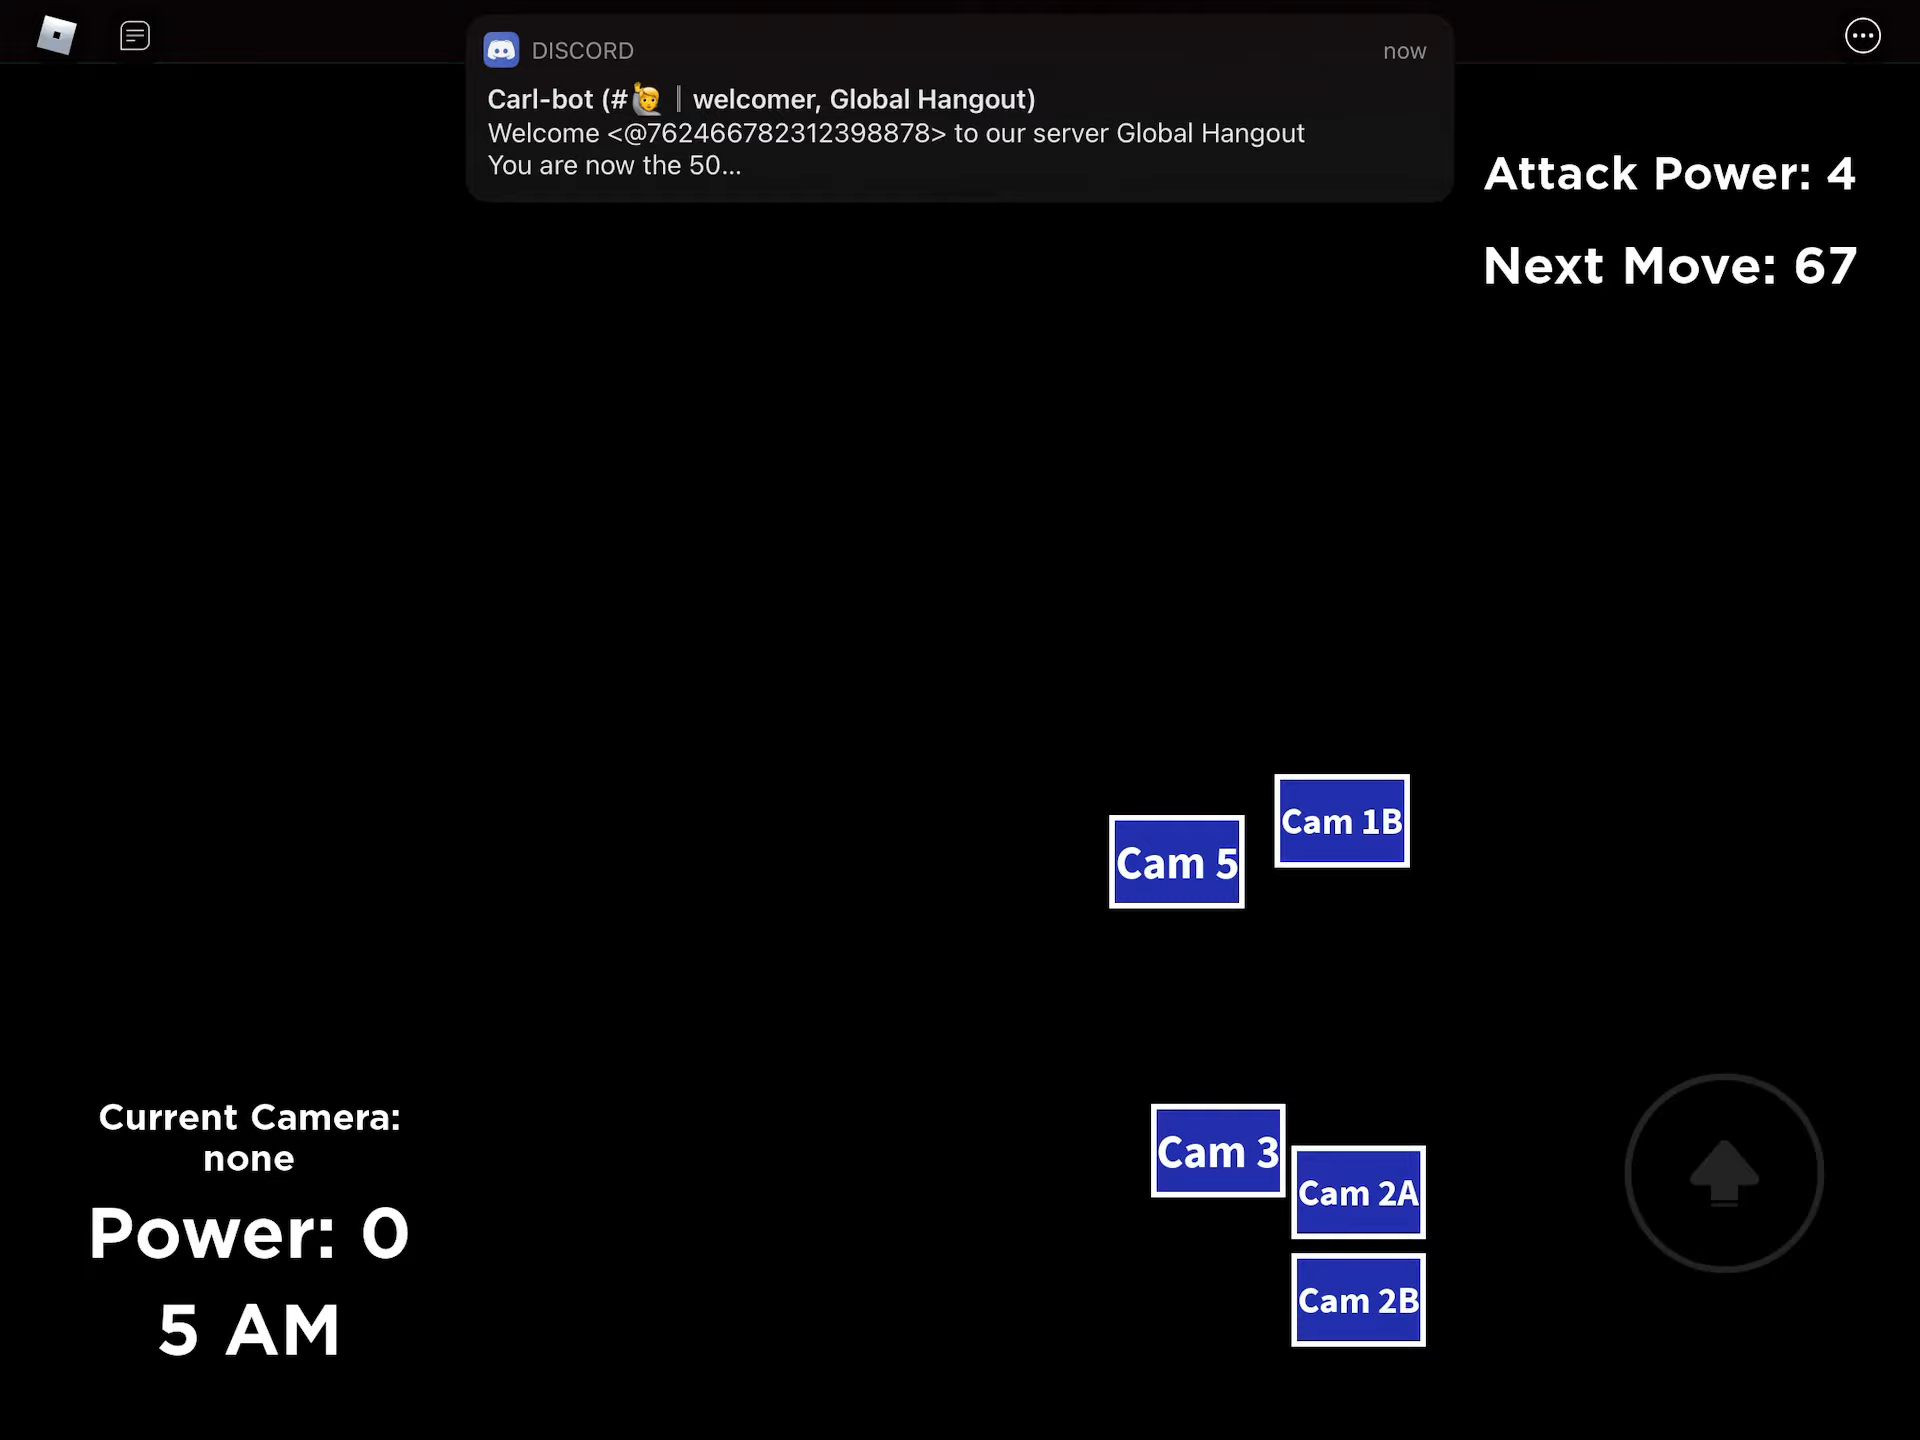 DISCORD
now
Carl-bot (#🙋 | welcomer, Global Hangout)
Welcome <@762466782312398878> to our server Global Hangout
You are now the 50...
Attack Power: 4
Next Move: 67
Cam 1B
Cam 5
Cam 3
Cam 2A
Cam 2B
Current Camera:
none
Power: 0
5 AM